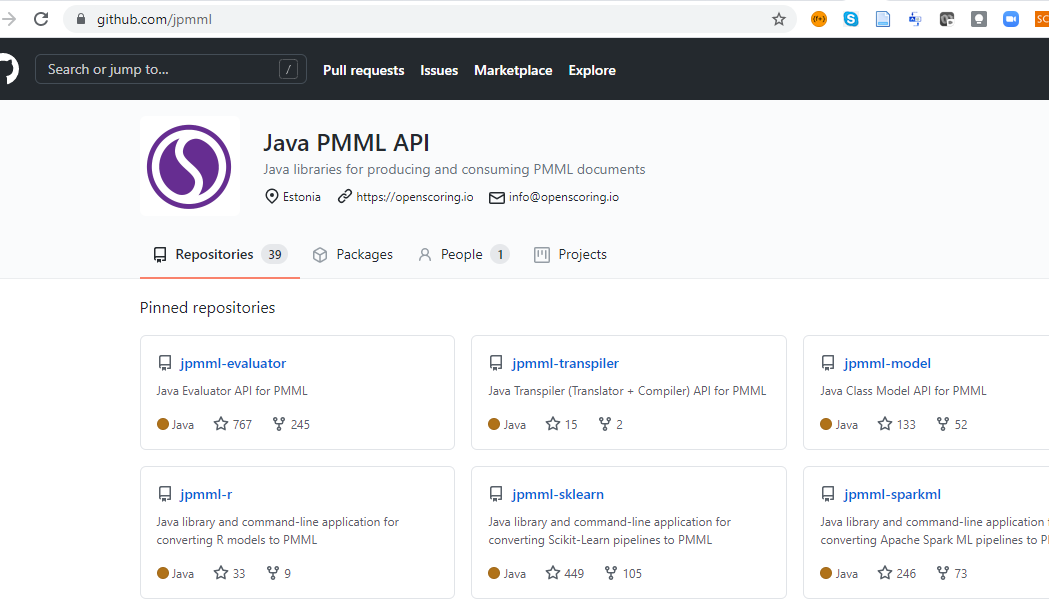 github.com/jpmml
Search or jump to... /
Pull requests Issues Marketplace Explore
Java PMML API
Java libraries for producing and consuming PMML documents
Estonia https://openscoring.io info@openscoring.io
Repositories 39 Packages People 1 Projects
Pinned repositories
jpmml-evaluator
Java Evaluator API for PMML
Java 767 245
jpmml-transpiler
Java Transpiler (Translator + Compiler) API for PMML
Java 15 2
jpmml-model
Java Class Model API for PMML
Java 133 52
jpmml-r
Java library and command-line application for
converting R models to PMML
Java 33 9
jpmml-sklearn
Java library and command-line application for
converting Scikit-Learn pipelines to PMML
Java 449 105
jpmml-sparkml
Java library and command-line application
converting Apache Spark ML pipelines to
Java 246 73